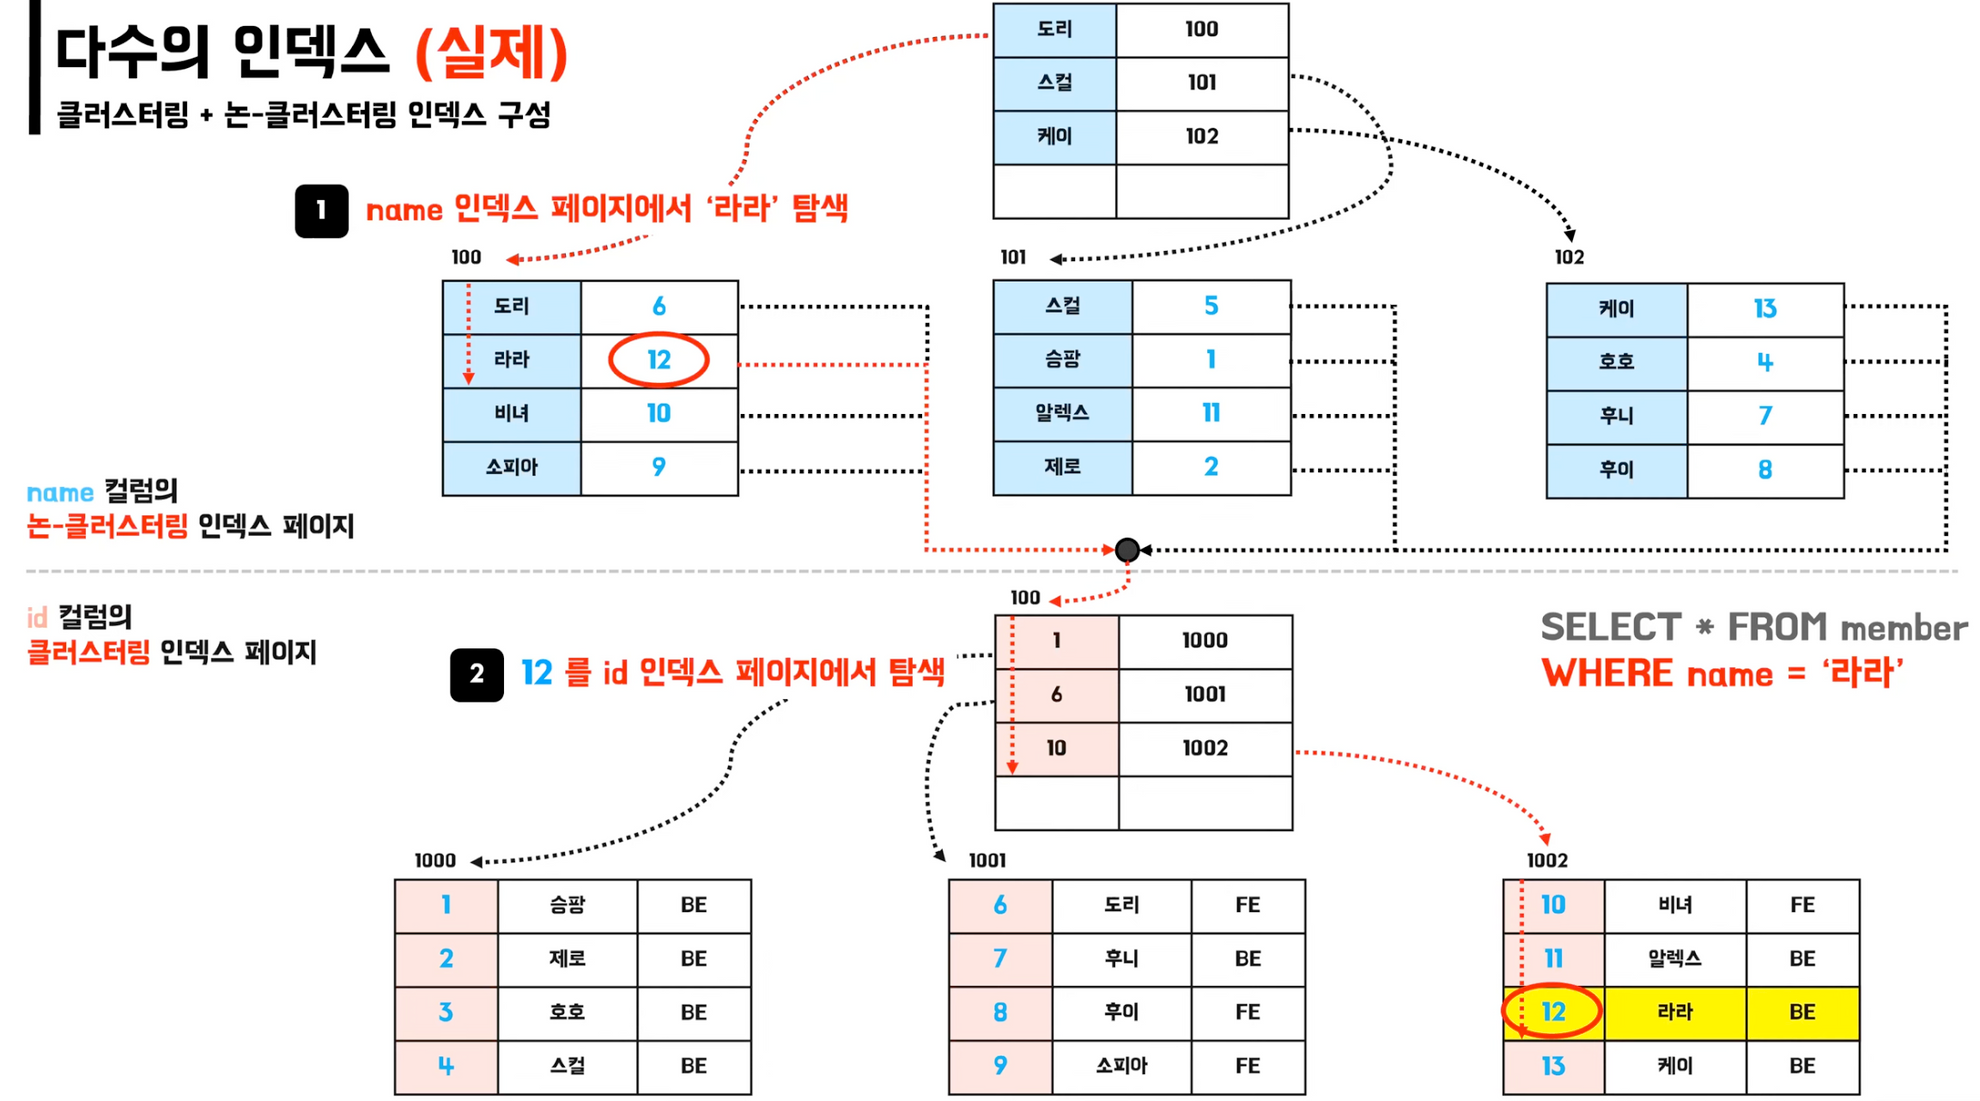 다수의 인덱스 (실제)
클러스터링 + 논-클러스터링 인덱스 구성
도리 100
스컬 101
케이 102
1 name 인덱스 페이지에서 ‘라라’ 탐색
100
도리 6
라라 12
비녀 10
소피아 9
101
스컬 5
승팡 1
알렉스 11
제로 2
102
케이 13
호호 4
후니 7
후이 8
name 컬럼의
논-클러스터링 인덱스 페이지
id 컬럼의
클러스터링 인덱스 페이지
100
1 1000
6 1001
10 1002
2 12 를 id 인덱스 페이지에서 탐색
SELECT * FROM member
WHERE name = ‘라라’
1000
1 승팡 BE
2 제로 BE
3 호호 BE
4 스컬 BE
1001
6 도리 FE
7 후니 BE
8 후이 FE
9 소피아 FE
1002
10 비녀 FE
11 알렉스 BE
12 라라 BE
13 케이 BE